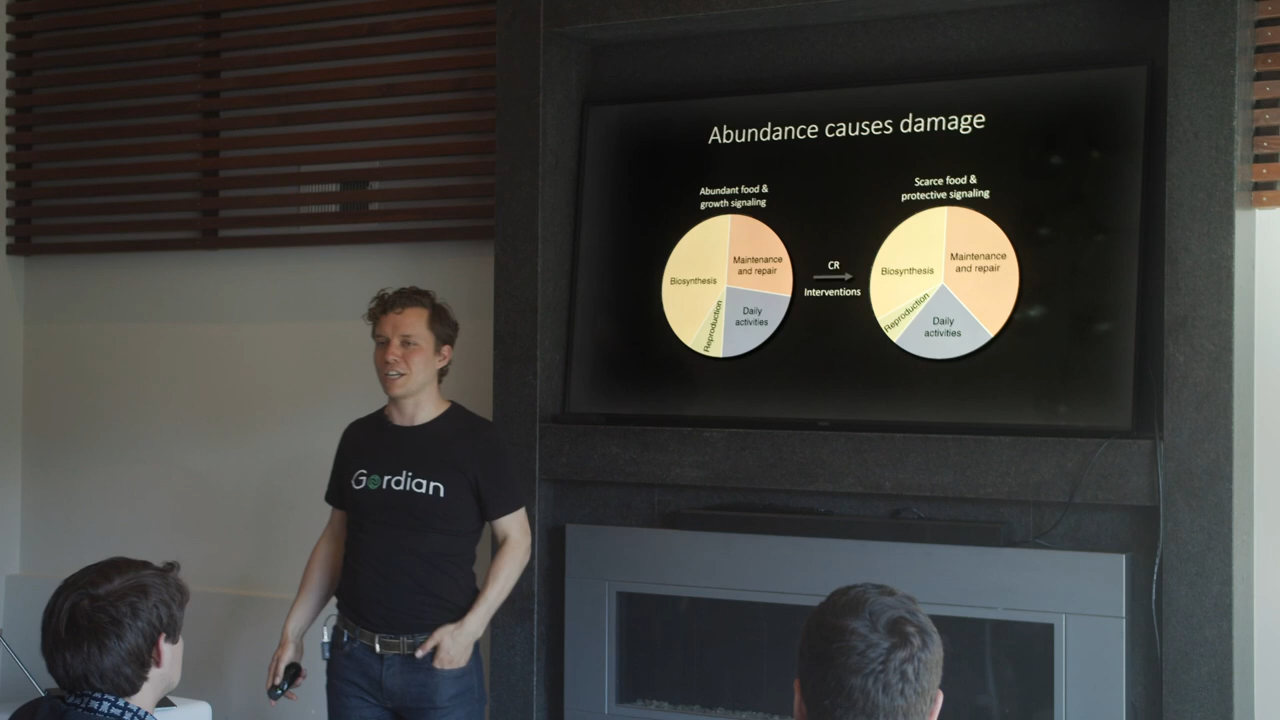 Abundance causes damage
Abundant food &
growth signaling
Biosynthesis
Maintenance
and repair
Reproduction
Daily
activities
CR
Interventions
Scarce food &
protective signaling
Biosynthesis
Maintenance
and repair
Reproduction
Daily
activities
Gordian